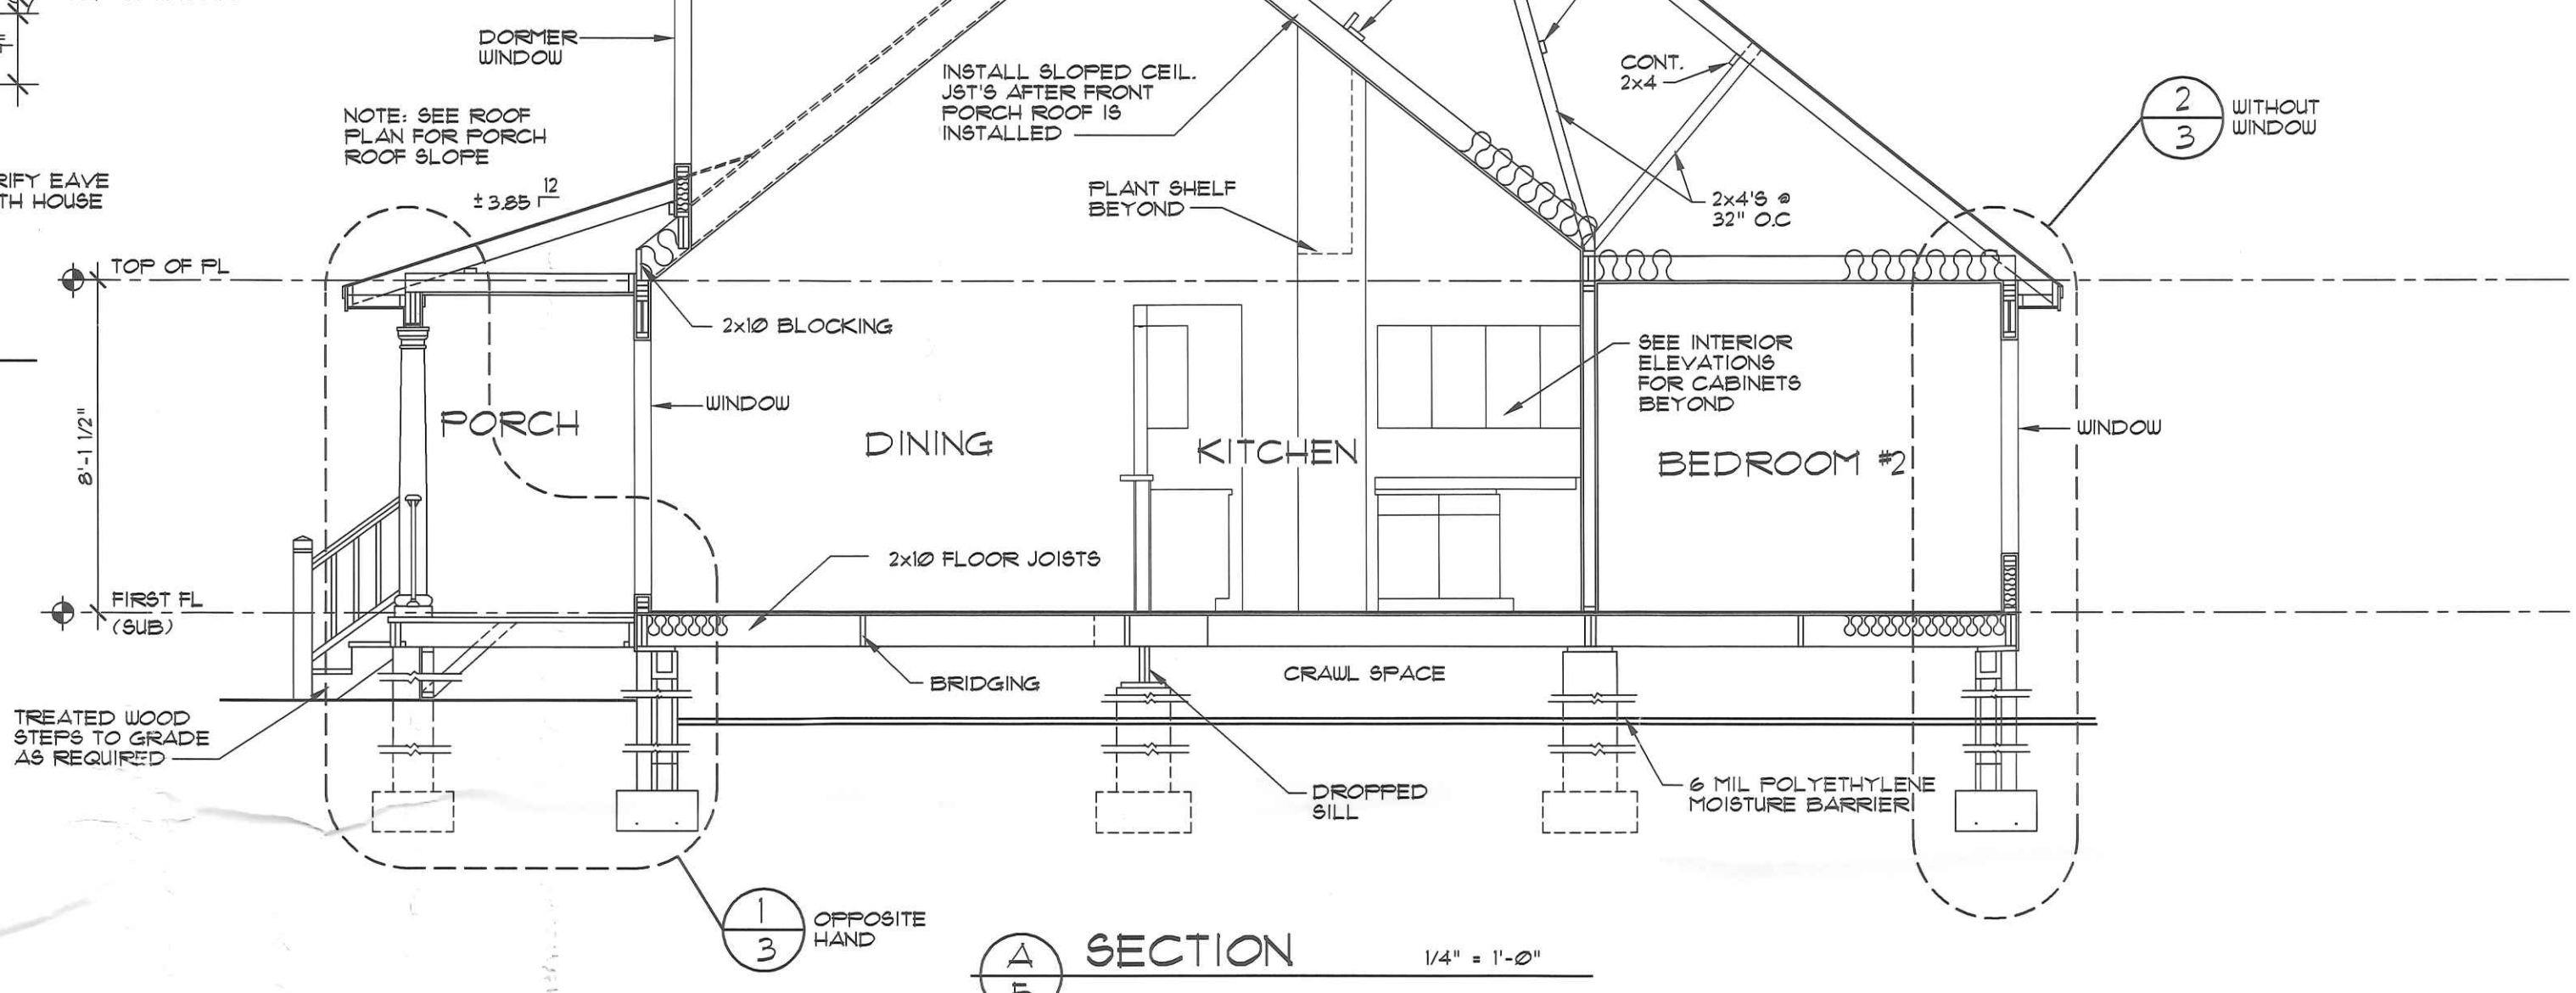 DORMER
WINDOW
NOTE: SEE ROOF
PLAN FOR PORCH
ROOF SLOPE
EAVE
HOUSE
12
±3.85
INSTALL SLOPED CEIL.
JST'S AFTER FRONT
PORCH ROOF IS
INSTALLED
PLANT SHELF
BEYOND
CONT.
2x4
2x4'S @
32" O.C
2
3
WITHOUT
WINDOW
TOP OF PL
8'-1 1/2"
FIRST FL
(SUB)
2x10 BLOCKING
WINDOW
PORCH
DINING
KITCHEN
SEE INTERIOR
ELEVATIONS
FOR CABINETS
BEYOND
BEDROOM #2
WINDOW
2x10 FLOOR JOISTS
BRIDGING
CRAWL SPACE
TREATED WOOD
STEPS TO GRADE
AS REQUIRED
DROPPED
SILL
6 MIL POLYETHYLENE
MOISTURE BARRIER
1
3
OPPOSITE
HAND
A
SECTION
1/4" = 1'-0"